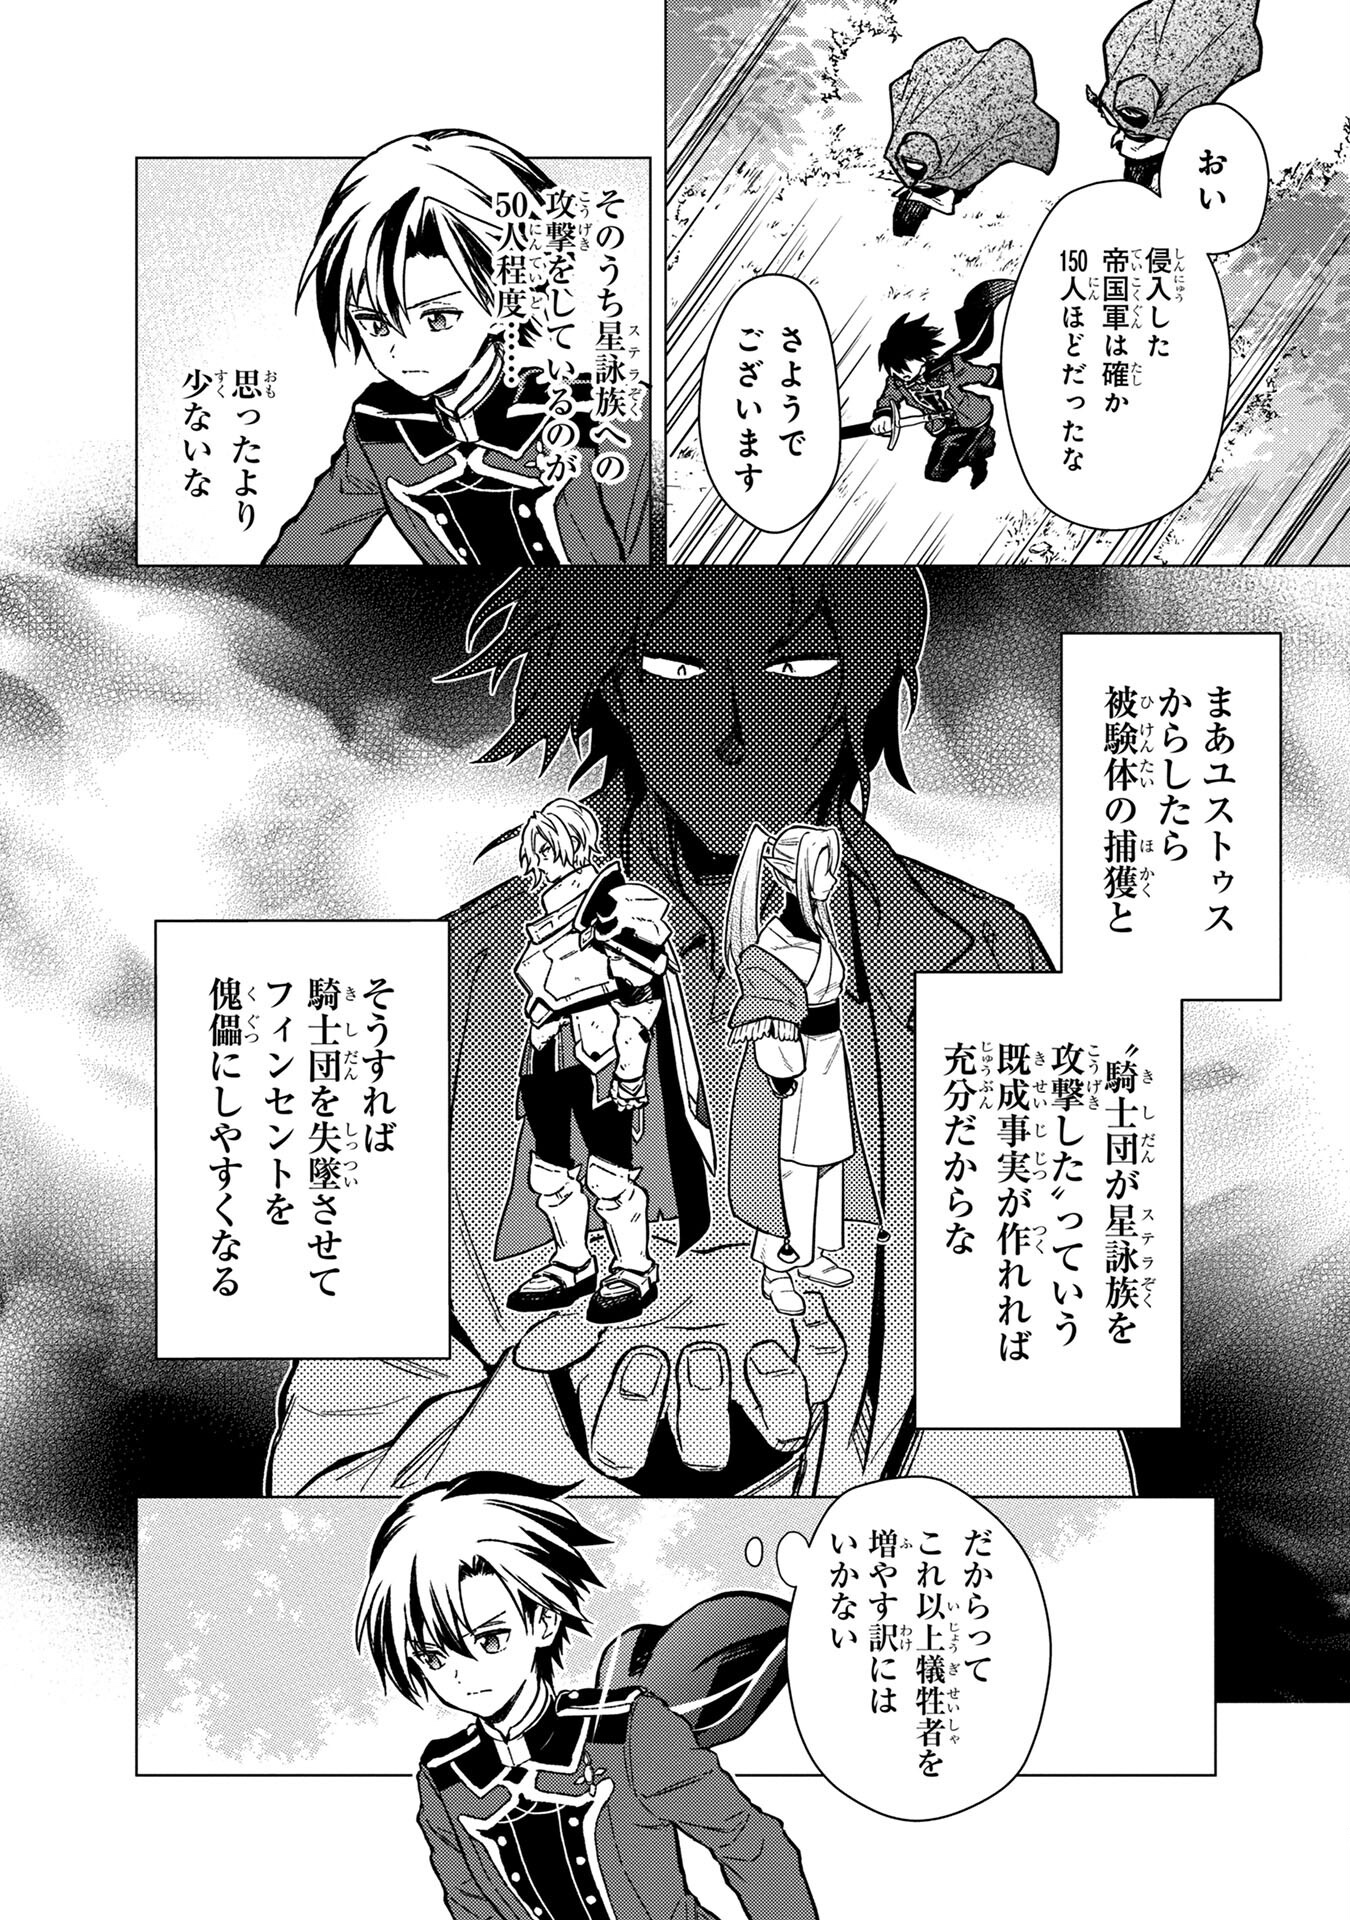 おい
侵入した
帝国軍は確か
150人ほどだったな
さようで
ございます
そのうち星詠族への
攻撃をしているのが
50人程度……
思ったより
少ないな
まあユストゥス
からしたら
被験体の捕獲と
〝騎士団が星詠族を
攻撃した〟っていう
既成事実が作れれば
充分だからな
そうすれば
騎士団を失墜させて
フィンセントを
傀儡にしやすくなる
だからって
これ以上犠牲者を
増やす訳には
いかない